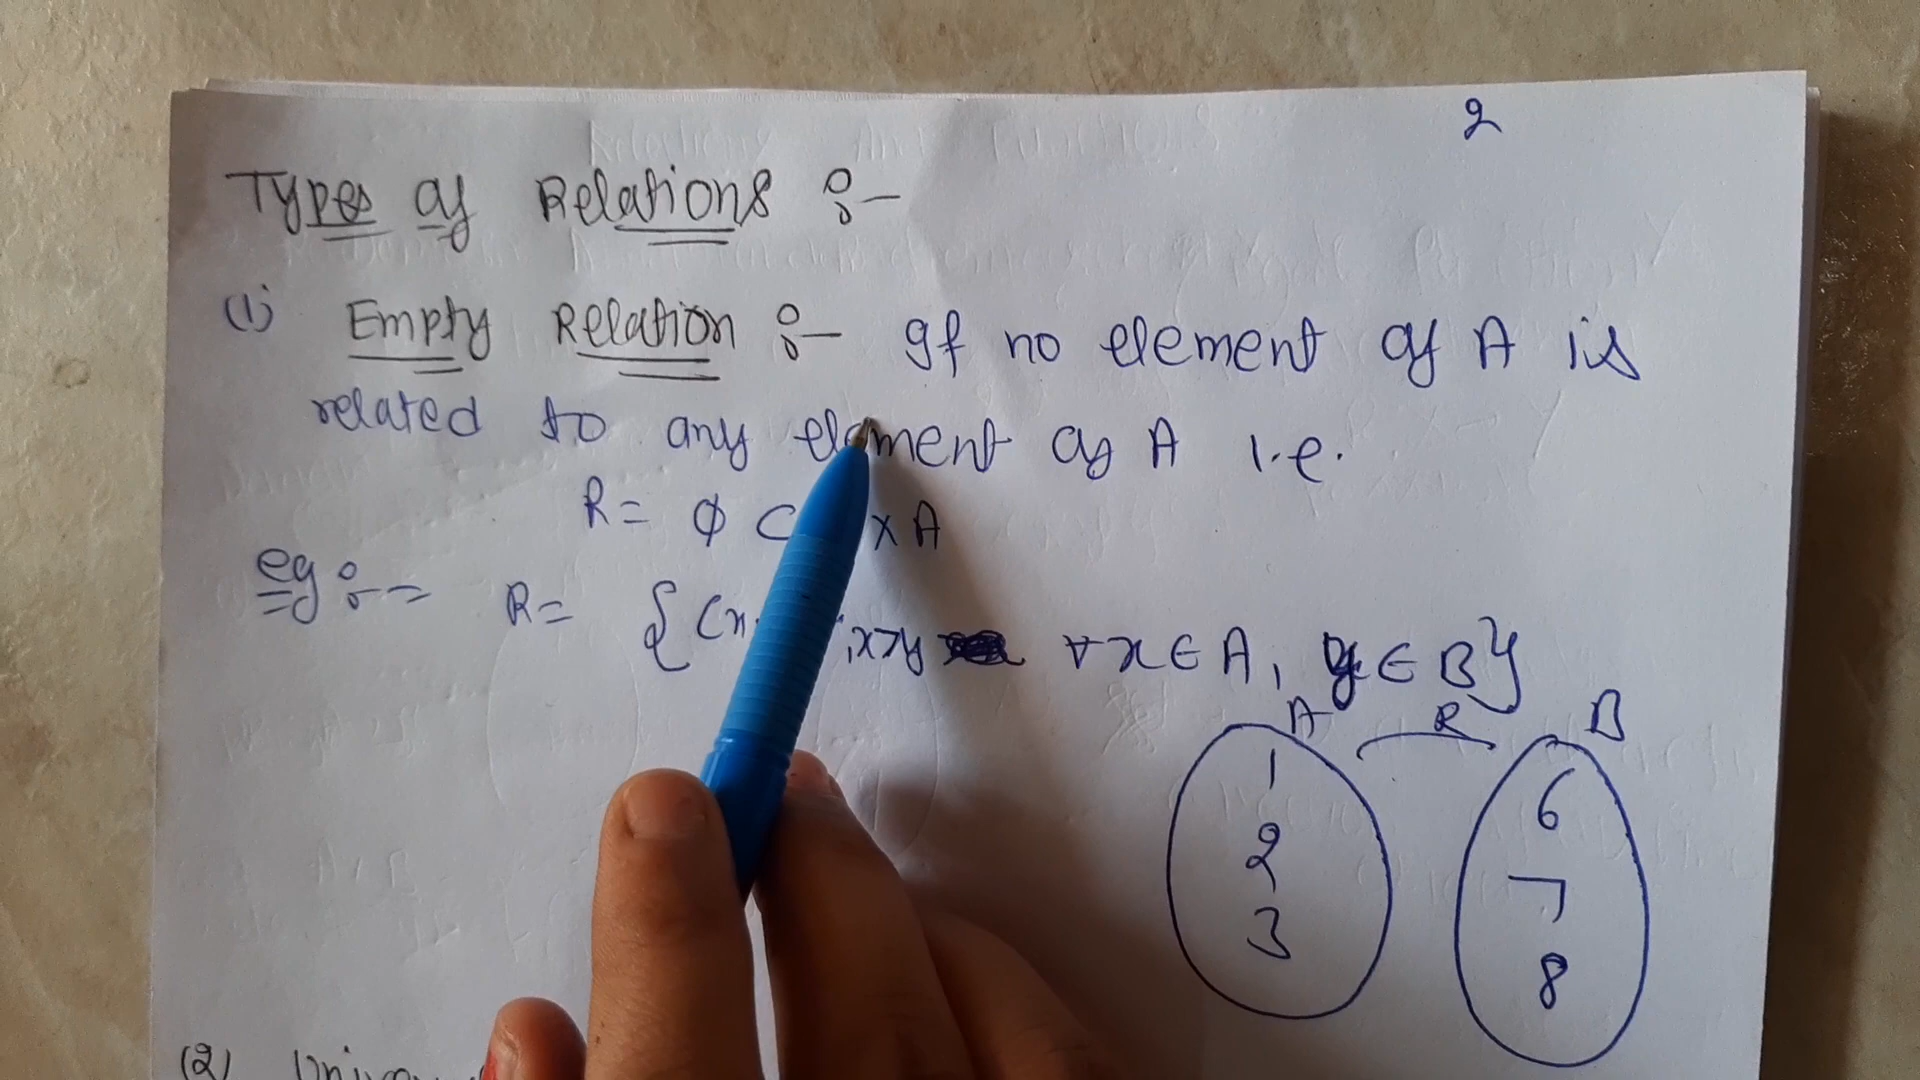 2
Types of Relations :-
(1) Empty Relation :- If no element of A is
related to any element of A i.e.
R = ϕ ⊂ × A
eg :- R = { (x, ; x>y ∀ x ∈ A, y ∈ B }
A R B
1 6
2 7
3 8
(2)